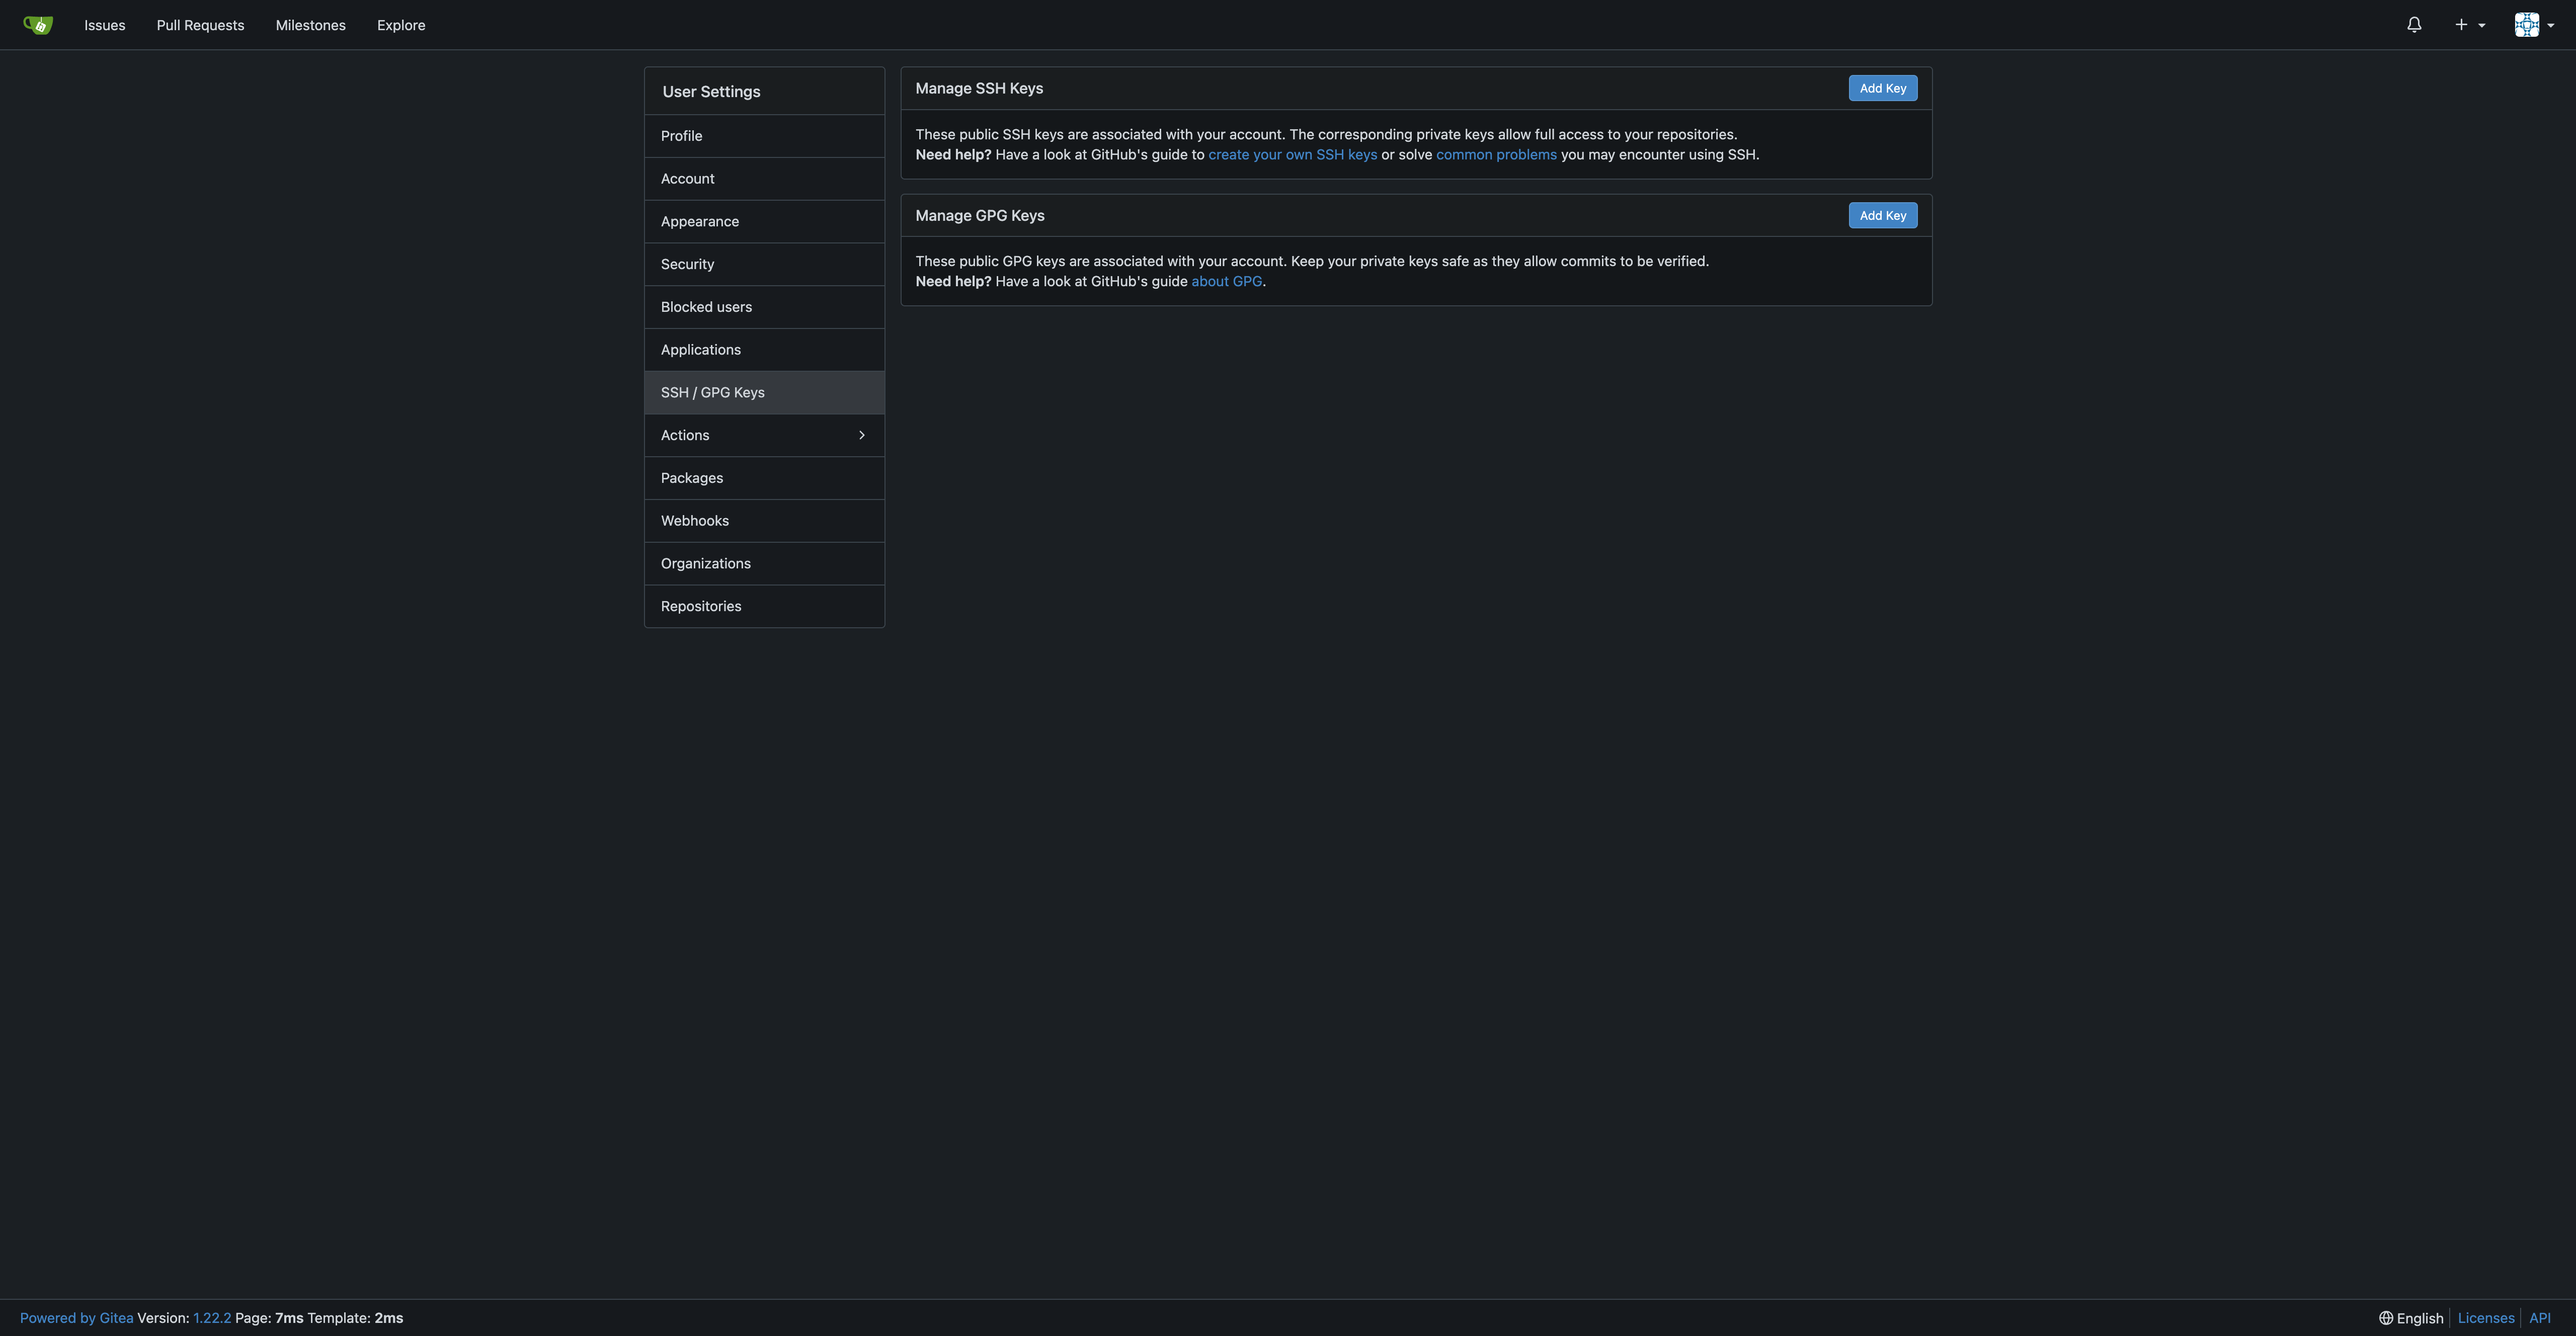 Issues Pull Requests Milestones Explore
User Settings
Profile
Account
Appearance
Security
Blocked users
Applications
SSH / GPG Keys
Actions
Packages
Webhooks
Organizations
Repositories
Manage SSH Keys Add Key
These public SSH keys are associated with your account. The corresponding private keys allow full access to your repositories.
Need help? Have a look at GitHub's guide to create your own SSH keys or solve common problems you may encounter using SSH.
Manage GPG Keys Add Key
These public GPG keys are associated with your account. Keep your private keys safe as they allow commits to be verified.
Need help? Have a look at GitHub's guide about GPG.
Powered by Gitea Version: 1.22.2 Page: 7ms Template: 2ms English Licenses API